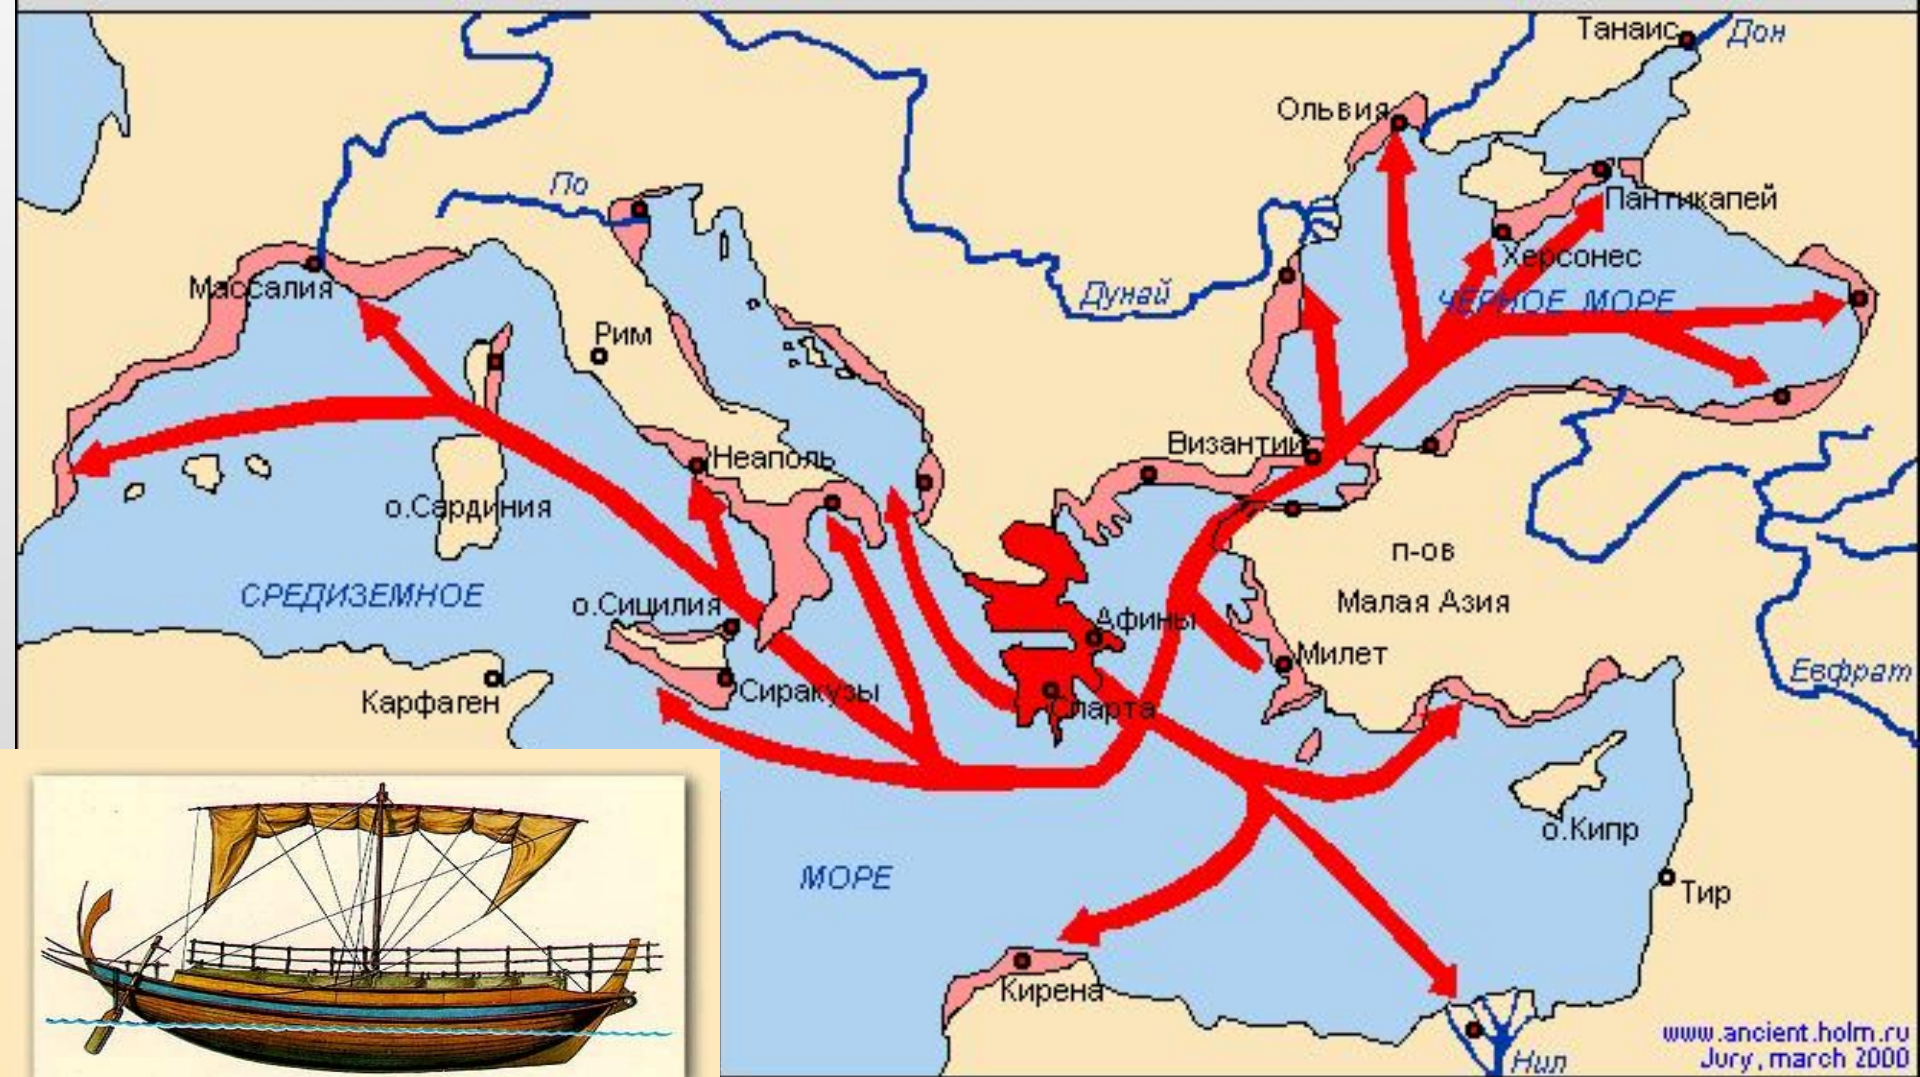 Танаис
Дон
Ольвия
По
Пантикапей
Массалия
Херсонес
Дунай
ЧЕРНОЕ МОРЕ
Рим
Византии
Неаполь
о.Сардиния
п-ов
Малая Азия
СРЕДИЗЕМНОЕ
о.Сицилия
Афины
Милет
Евфрат
Карфаген
Сиракузы
Спарта
о.Кипр
МОРЕ
Тир
Кирена
www.ancient.holm.ru
Jury, march 2000
Нил